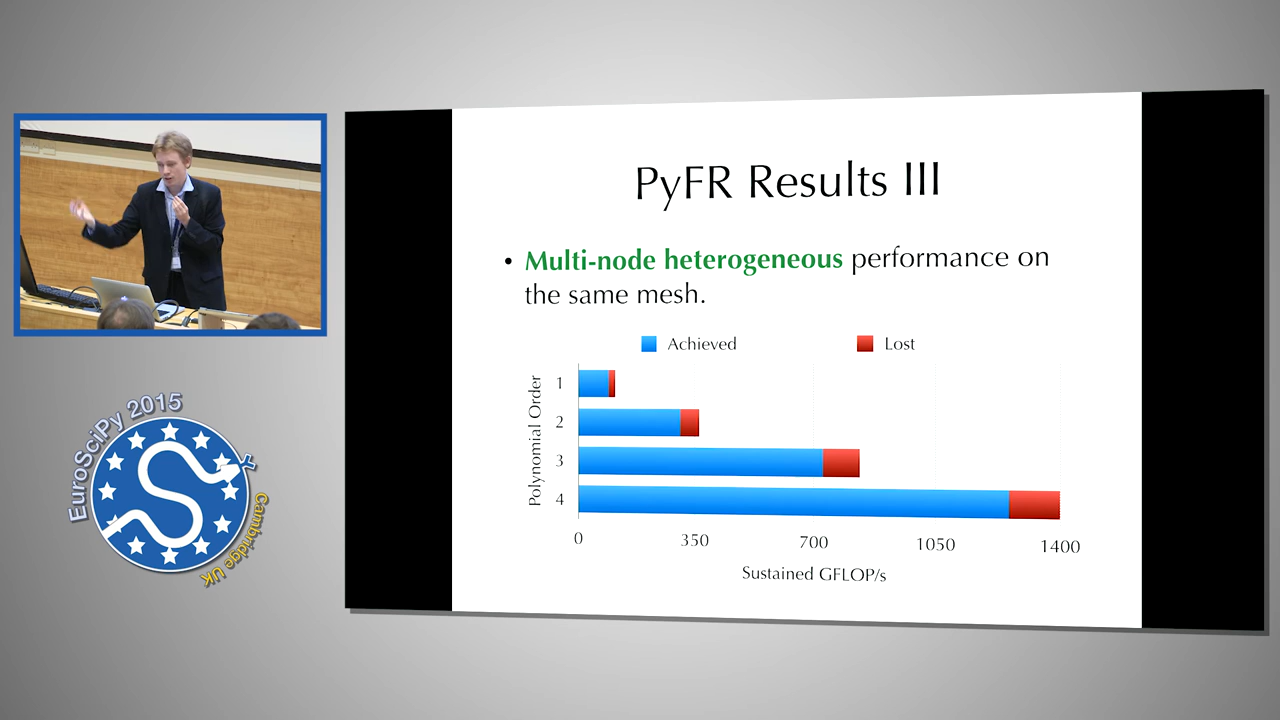 PyFR Results III
• Multi-node heterogeneous performance on
the same mesh.
Achieved
Lost
Polynomial Order
1
2
3
4
0
350
700
1050
1400
Sustained GFLOP/s
EuroSciPy 2015
Cambridge UK